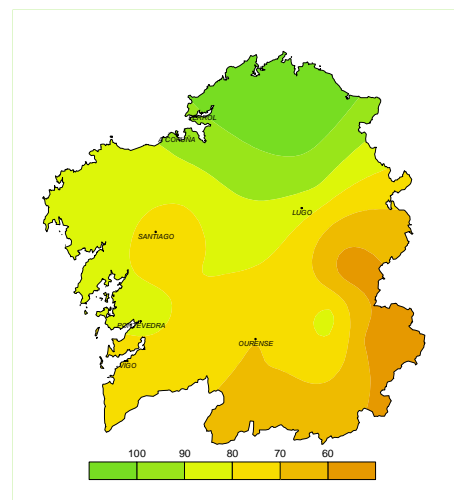 FERROL
A CORUÑA
LUGO
SANTIAGO
PONTEVEDRA
OURENSE
VIGO
100 90 80 70 60